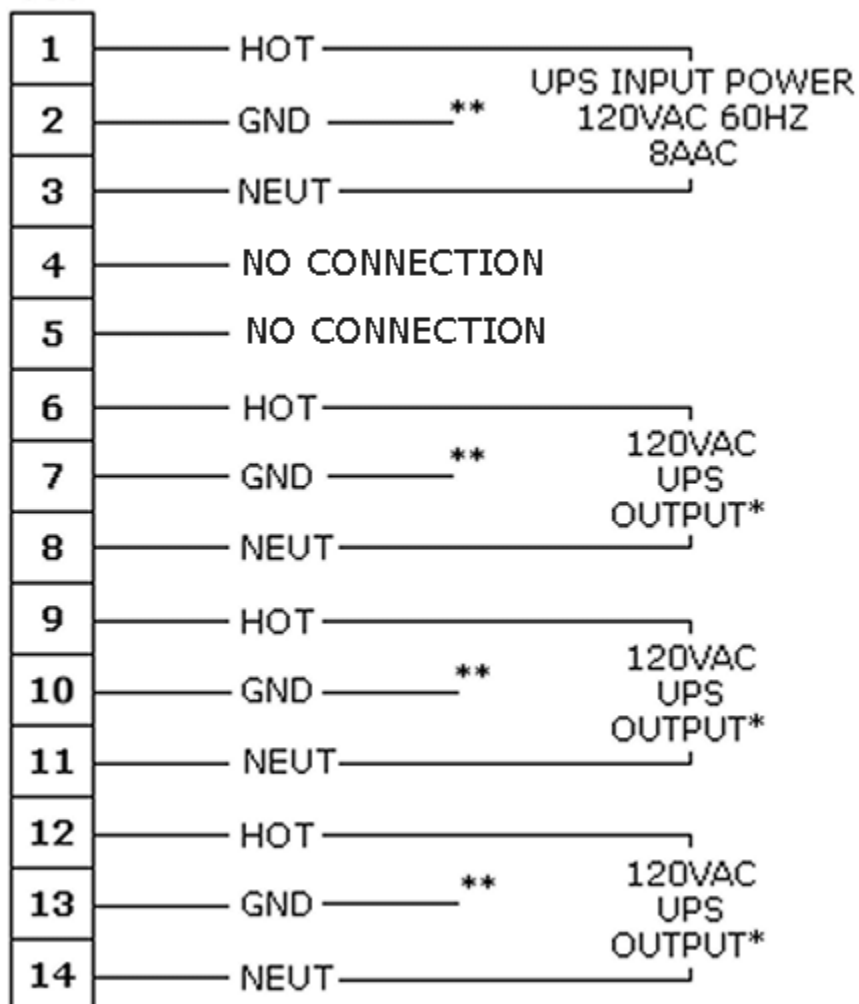 1 HOT
UPS INPUT POWER
2 GND **
120VAC 60HZ
8AAC
3 NEUT
4 NO CONNECTION
5 NO CONNECTION
6 HOT
120VAC
7 GND **
UPS
OUTPUT*
8 NEUT
9 HOT
120VAC
10 GND **
UPS
OUTPUT*
11 NEUT
12 HOT
120VAC
13 GND **
UPS
OUTPUT*
14 NEUT